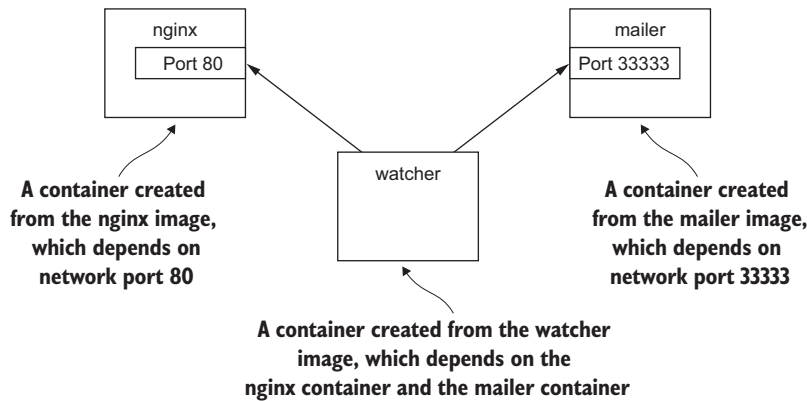 nginx
Port 80
mailer
Port 33333
watcher
A container created
from the nginx image,
which depends on
network port 80
A container created
from the mailer image,
which depends on
network port 33333
A container created from the watcher
image, which depends on the
nginx container and the mailer container